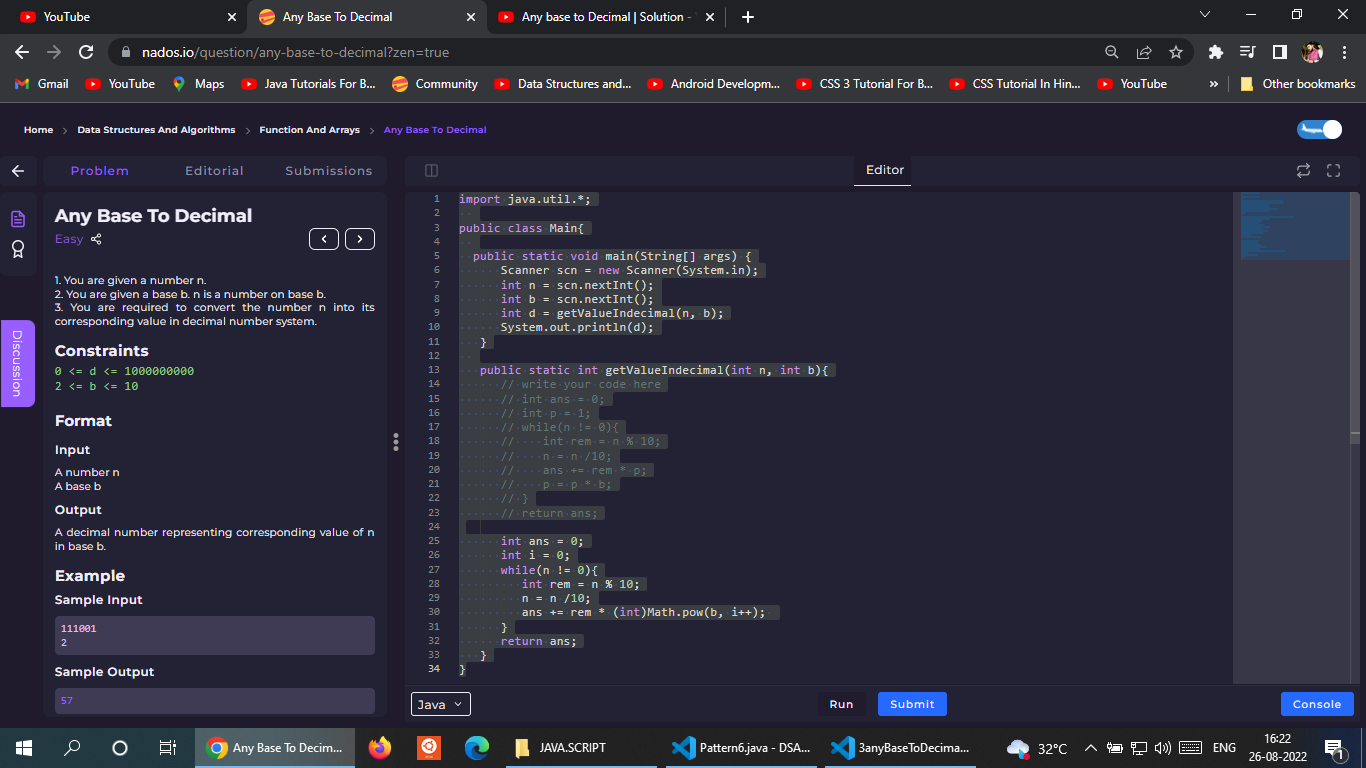 YouTube
Any Base To Decimal
Any base to Decimal | Solution -
nados.io/question/any-base-to-decimal?zen=true
Gmail
YouTube
Maps
Java Tutorials For B...
Community
Data Structures and...
Android Developm...
CSS 3 Tutorial For B...
CSS Tutorial In Hin...
YouTube
»
Other bookmarks
Home > Data Structures And Algorithms > Function And Arrays > Any Base To Decimal
Problem
Editorial
Submissions
Discussion
Any Base To Decimal
Easy
1. You are given a number n.
2. You are given a base b. n is a number on base b.
3. You are required to convert the number n into its
corresponding value in decimal number system.
Constraints
0 <= d <= 1000000000
2 <= b <= 10
Format
Input
A number n
A base b
Output
A decimal number representing corresponding value of n
in base b.
Example
Sample Input
111001
2
Sample Output
57
Editor
1 import java.util.*;
2
3 public class Main{
4
5 public static void main(String[] args) {
6 Scanner scn = new Scanner(System.in);
7 int n = scn.nextInt();
8 int b = scn.nextInt();
9 int d = getValueIndecimal(n, b);
10 System.out.println(d);
11 }
12
13 public static int getValueIndecimal(int n, int b){
14 // write your code here
15 // int ans = 0;
16 // int p = 1;
17 // while(n != 0){
18 // int rem = n % 10;
19 // n = n /10;
20 // ans += rem * p;
21 // p = p * b;
22 // }
23 // return ans;
24
25 int ans = 0;
26 int i = 0;
27 while(n != 0){
28 int rem = n % 10;
29 n = n /10;
30 ans += rem * (int)Math.pow(b, i++);
31 }
32 return ans;
33 }
34 }
Java
Run
Submit
Console
Any Base To Decim...
JAVA.SCRIPT
Pattern6.java - DSA...
3anyBaseToDecima...
32°C
ENG
16:22
26-08-2022
1